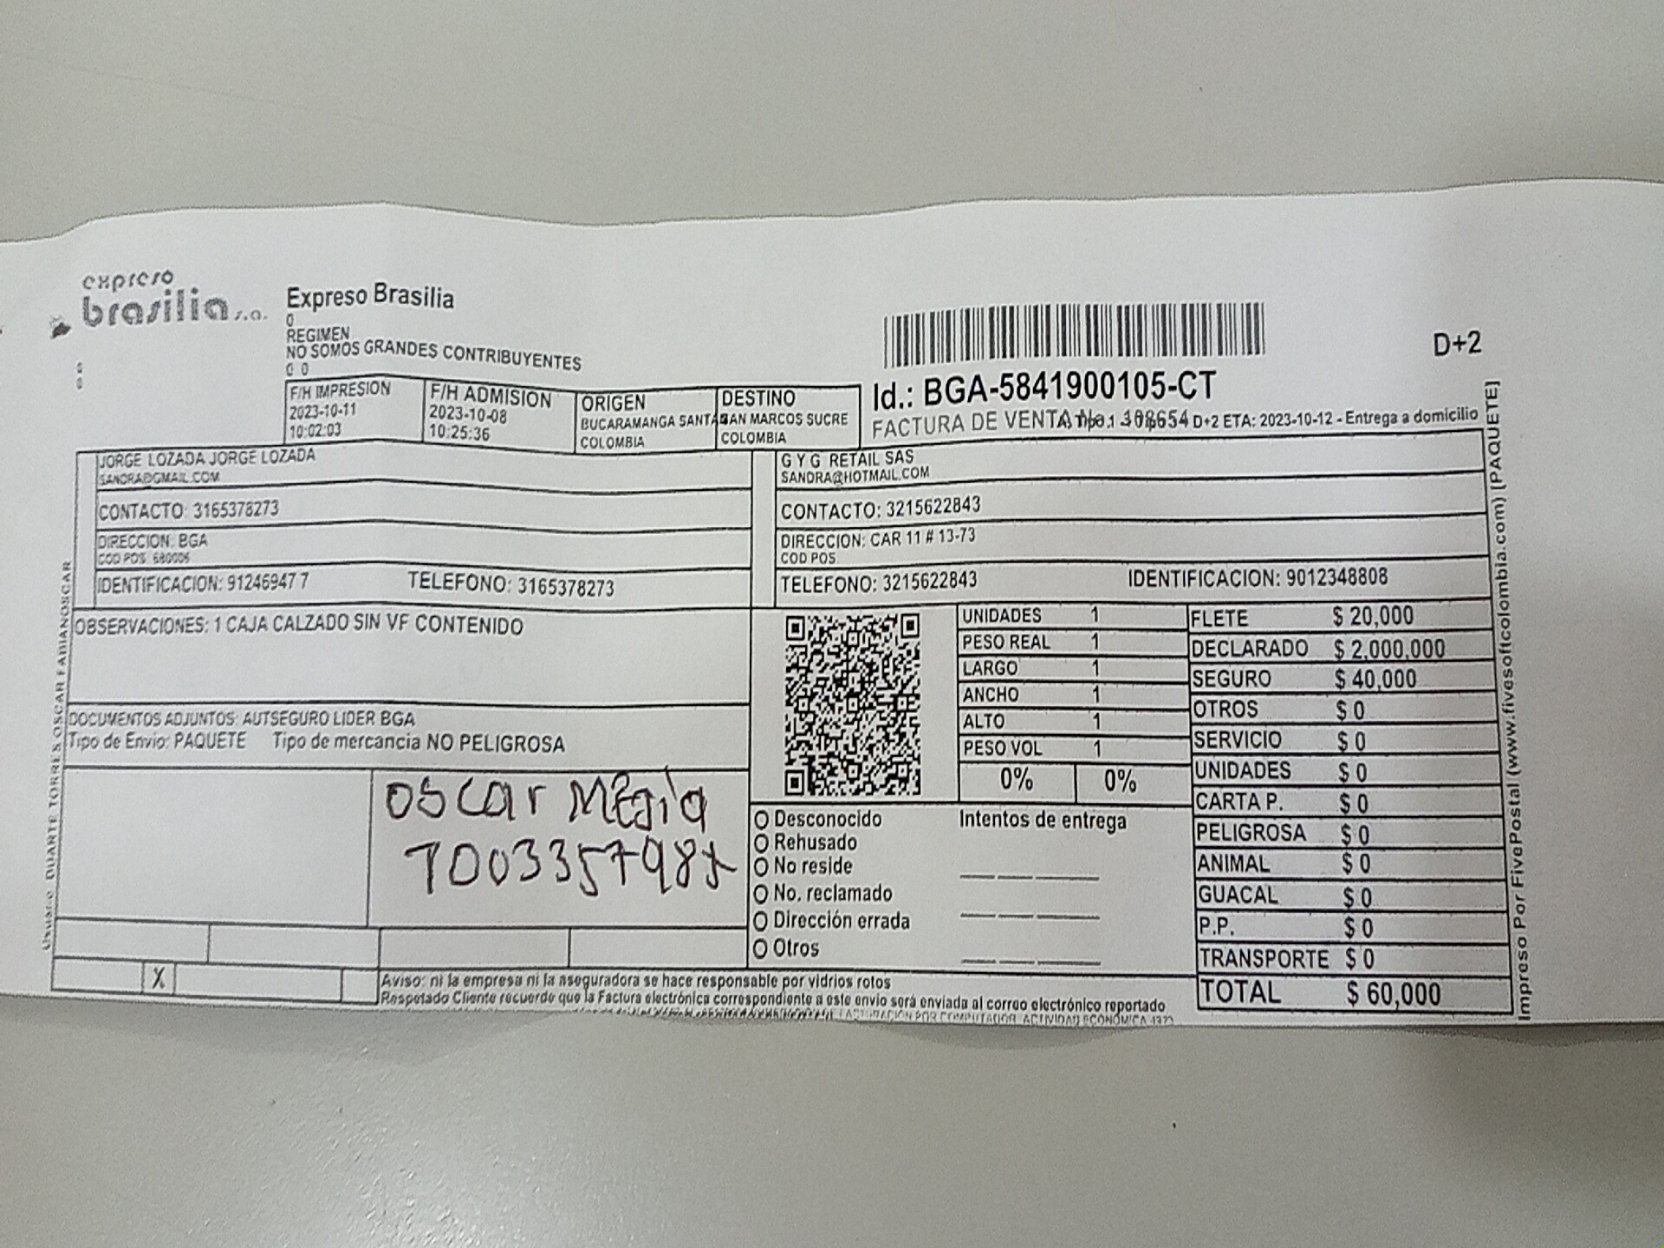 expreso
brasilia s.a.
Expreso Brasilia
0
REGIMEN
NO SOMOS GRANDES CONTRIBUYENTES
0 0
F/H IMPRESION
2023-10-11
10:02:03
F/H ADMISION
2023-10-08
10:25:36
ORIGEN
BUCARAMANGA SANTA
COLOMBIA
DESTINO
SAN MARCOS SUCRE
COLOMBIA
D+2
Id.: BGA-5841900105-CT
FACTURA DE VENTA D+2 ETA: 2023-10-12 - Entrega a domicilio
JORGE LOZADA JORGE LOZADA
SANDRA@GMAIL.COM
CONTACTO: 3165378273
DIRECCION: BGA
COD POS: 680006
IDENTIFICACION: 91246947 7 TELEFONO: 3165378273
G Y G RETAIL SAS
SANDRA@HOTMAIL.COM
CONTACTO: 3215622843
DIRECCION: CAR 11 # 13-73
COD POS
TELEFONO: 3215622843 IDENTIFICACION: 9012348808
OBSERVACIONES: 1 CAJA CALZADO SIN VF CONTENIDO
DOCUMENTOS ADJUNTOS: AUTSEGURO LIDER BGA
Tipo de Envio: PAQUETE Tipo de mercancia NO PELIGROSA
oscar Mejia
X
UNIDADES 1
PESO REAL 1
LARGO 1
ANCHO 1
ALTO 1
PESO VOL 1
0% 0%
FLETE $ 20,000
DECLARADO $ 2,000,000
SEGURO $ 40,000
OTROS $ 0
SERVICIO $ 0
UNIDADES $ 0
CARTA P. $ 0
PELIGROSA $ 0
ANIMAL $ 0
GUACAL $ 0
P.P. $ 0
TRANSPORTE $ 0
TOTAL $ 60,000
Desconocido
Rehusado
No reside
No. reclamado
Dirección errada
Otros
Intentos de entrega
Aviso: ni la empresa ni la aseguradora se hace responsable por vidrios rotos
Respetado Cliente recuerde que la Factura electrónica correspondiente a este envio será enviada al correo electrónico reportado
Usuario: DUARTE TORRES OSCAR FABIANOSCAR
Impreso Por FivePostal (www.fivesoftcolombia.com) [PAQUETE]